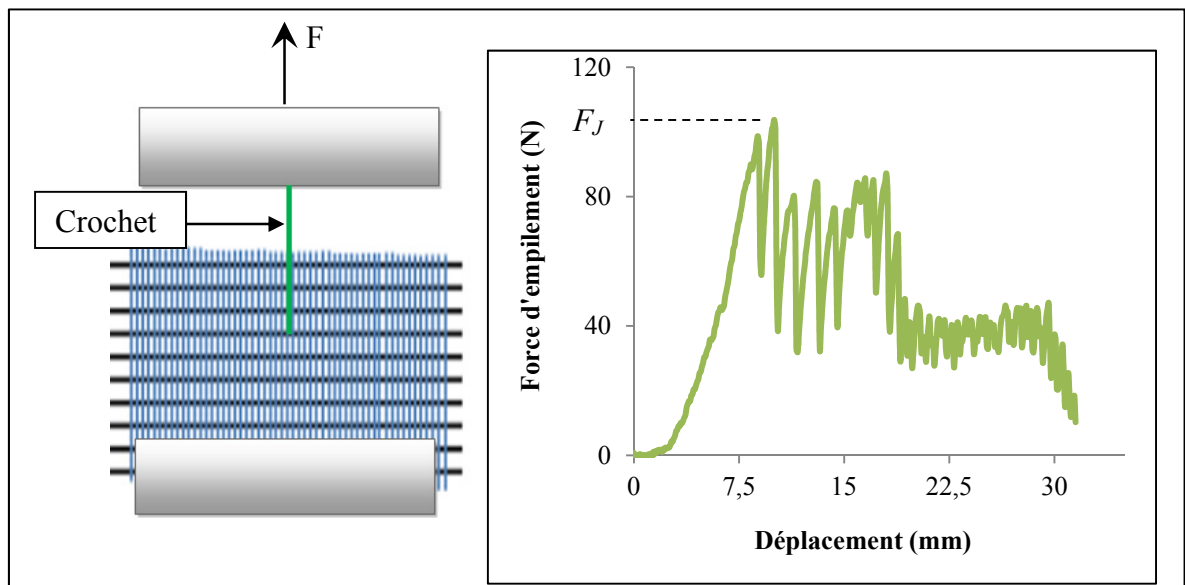 F
Crochet
120
F_J
80
40
0
Force d'empilement (N)
0 7,5 15 22,5 30
Déplacement (mm)